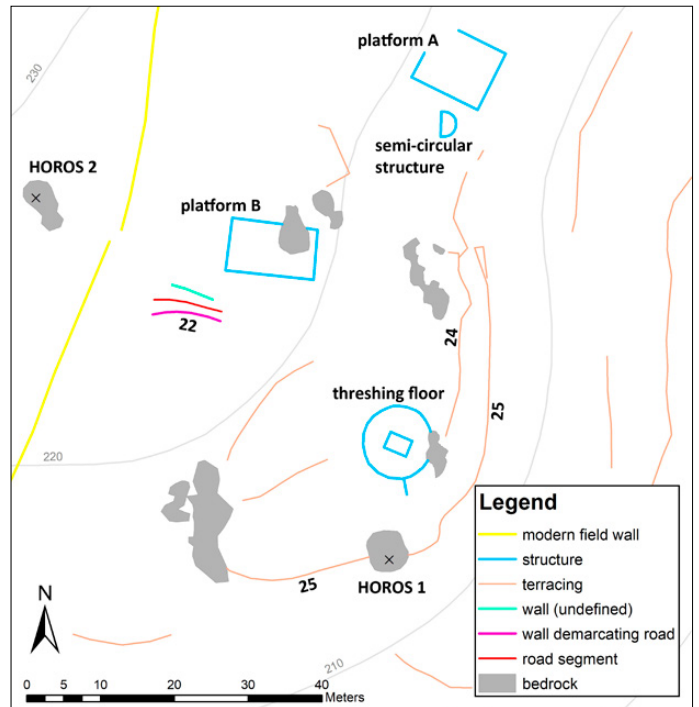 platform A
230
semi-circular
structure
HOROS 2
platform B
22
24
25
threshing floor
220
25
HOROS 1
210
N
0 5 10 20 30 40
Meters
Legend
modern field wall
structure
terracing
wall (undefined)
wall demarcating road
road segment
bedrock